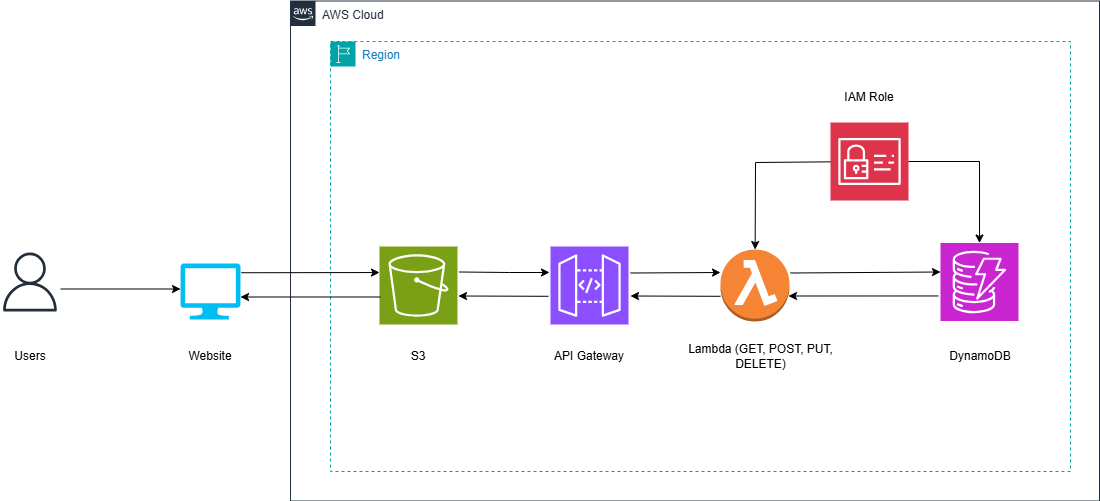 aws AWS Cloud
Region
IAM Role
</>
Users
Website
S3
API Gateway
Lambda (GET, POST, PUT,
DELETE)
DynamoDB